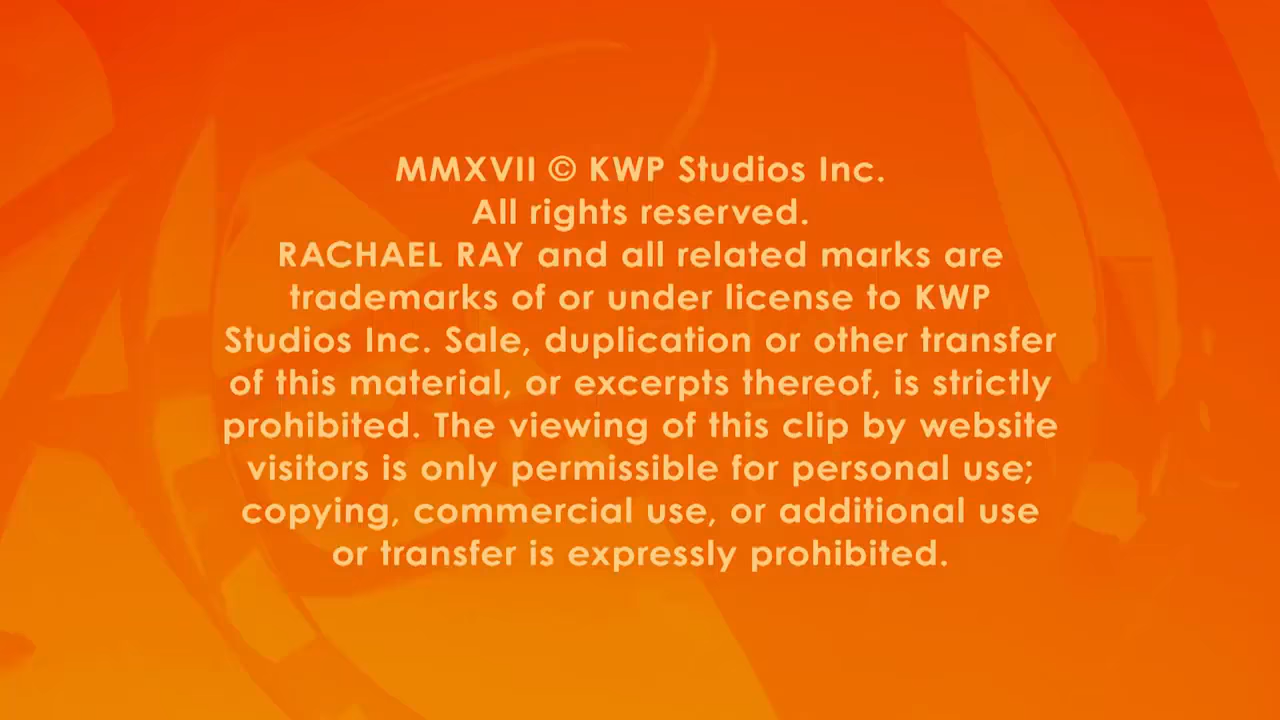 MMXVII © KWP Studios Inc.
All rights reserved.
RACHAEL RAY and all related marks are
trademarks of or under license to KWP
Studios Inc. Sale, duplication or other transfer
of this material, or excerpts thereof, is strictly
prohibited. The viewing of this clip by website
visitors is only permissible for personal use;
copying, commercial use, or additional use
or transfer is expressly prohibited.